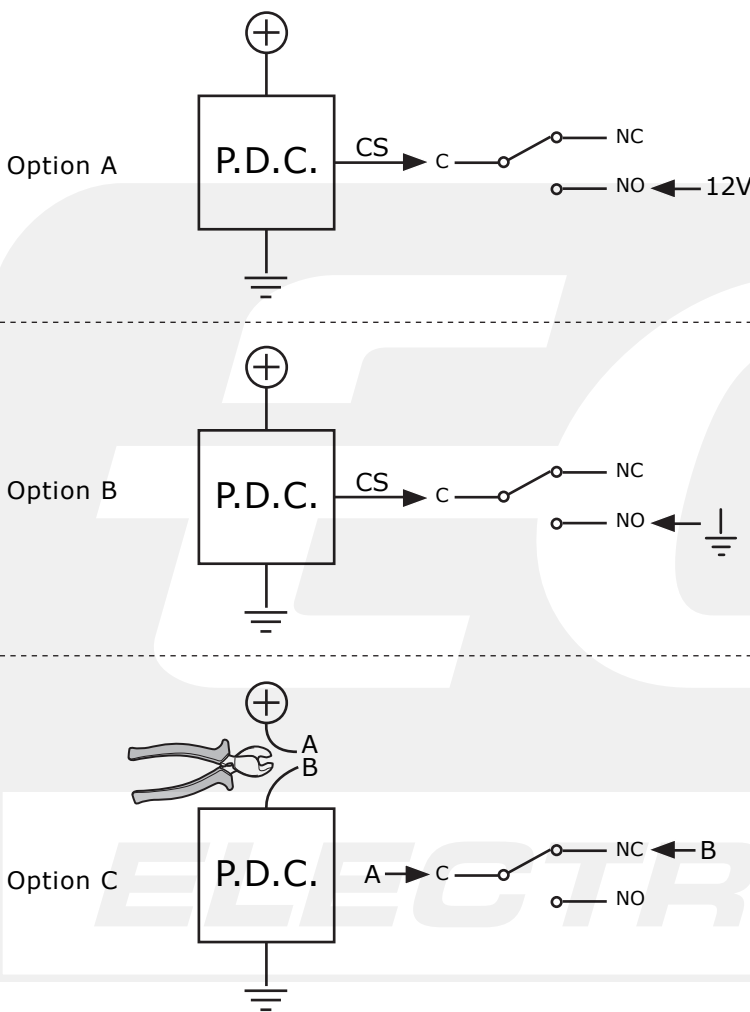 Option A
P.D.C.
CS
C
NC
NO
12V
Option B
P.D.C.
CS
C
NC
NO
Option C
A
B
P.D.C.
A
C
NC
B
NO
ELECTR